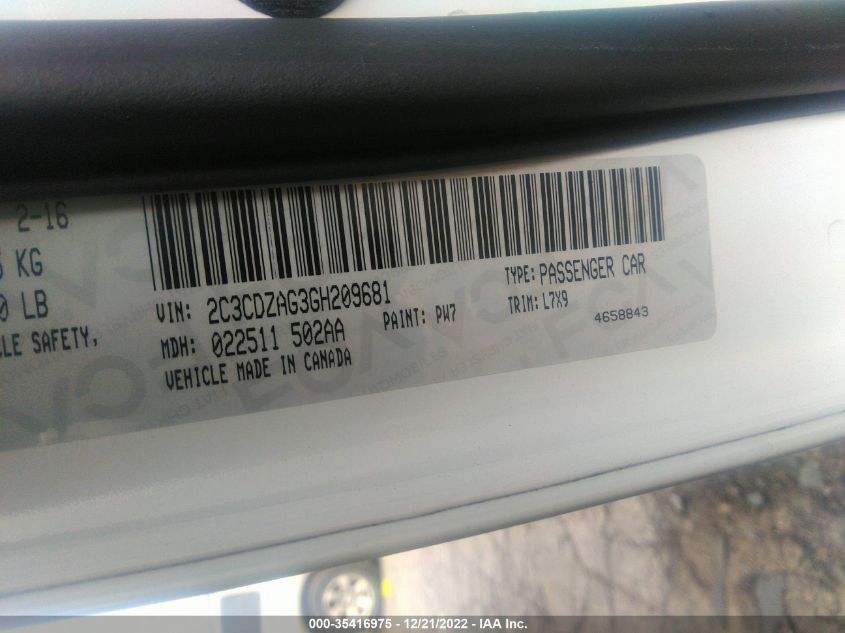 2-16
KG
LB
SAFETY,
VIN: 2C3CDZAG3GH209681
TYPE: PASSENGER CAR
MDH: 022511 502AA
PAINT: PW7
TRIM: L7X9
VEHICLE MADE IN CANADA
4658843
000-35416975 - 12/21/2022 - IAA Inc.